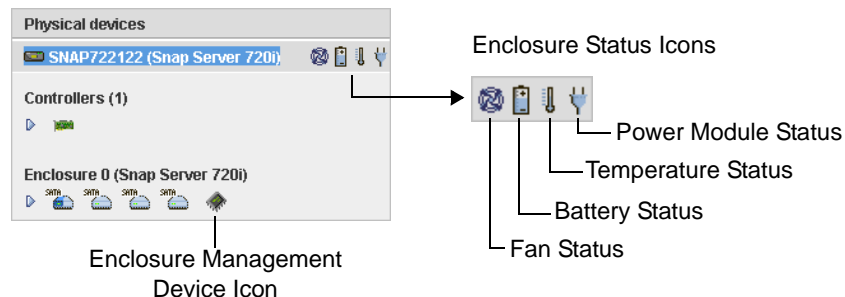 Physical devices
SNAP722122 (Snap Server 720i)
Controllers (1)
Enclosure 0 (Snap Server 720i)
SATA SATA SATA SATA
Enclosure Management
Device Icon
Enclosure Status Icons
Power Module Status
Temperature Status
Battery Status
Fan Status